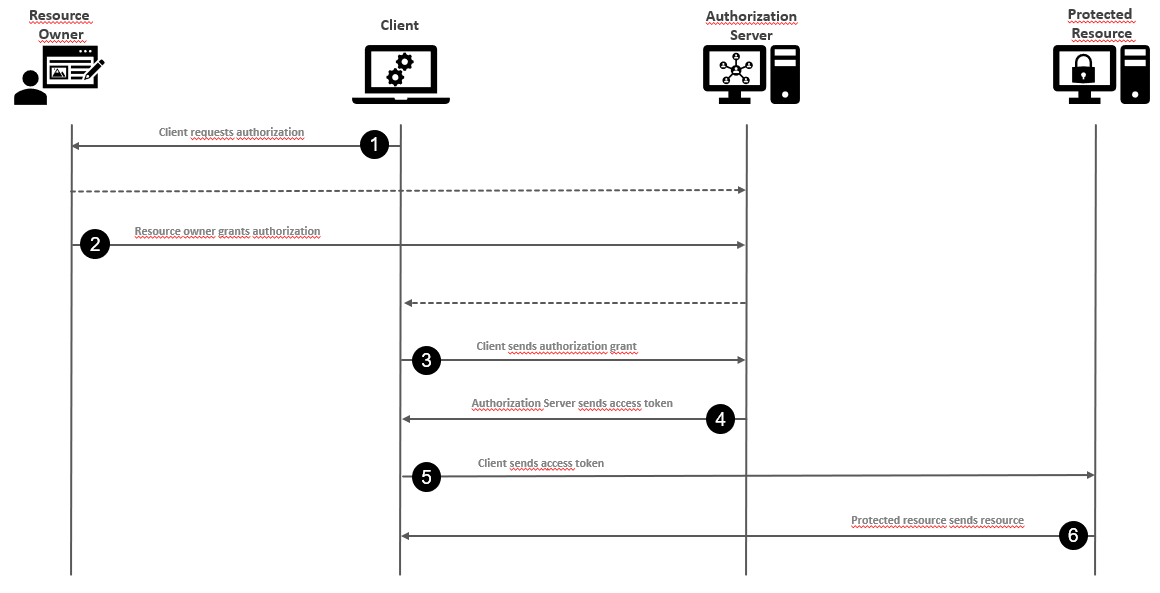 Resource
Owner
Client
Authorization
Server
Protected
Resource
Client requests authorization
1
2
Resource owner grants authorization
Client sends authorization grant
3
Authorization Server sends access token
4
Client sends access token
5
Protected resource sends resource
6